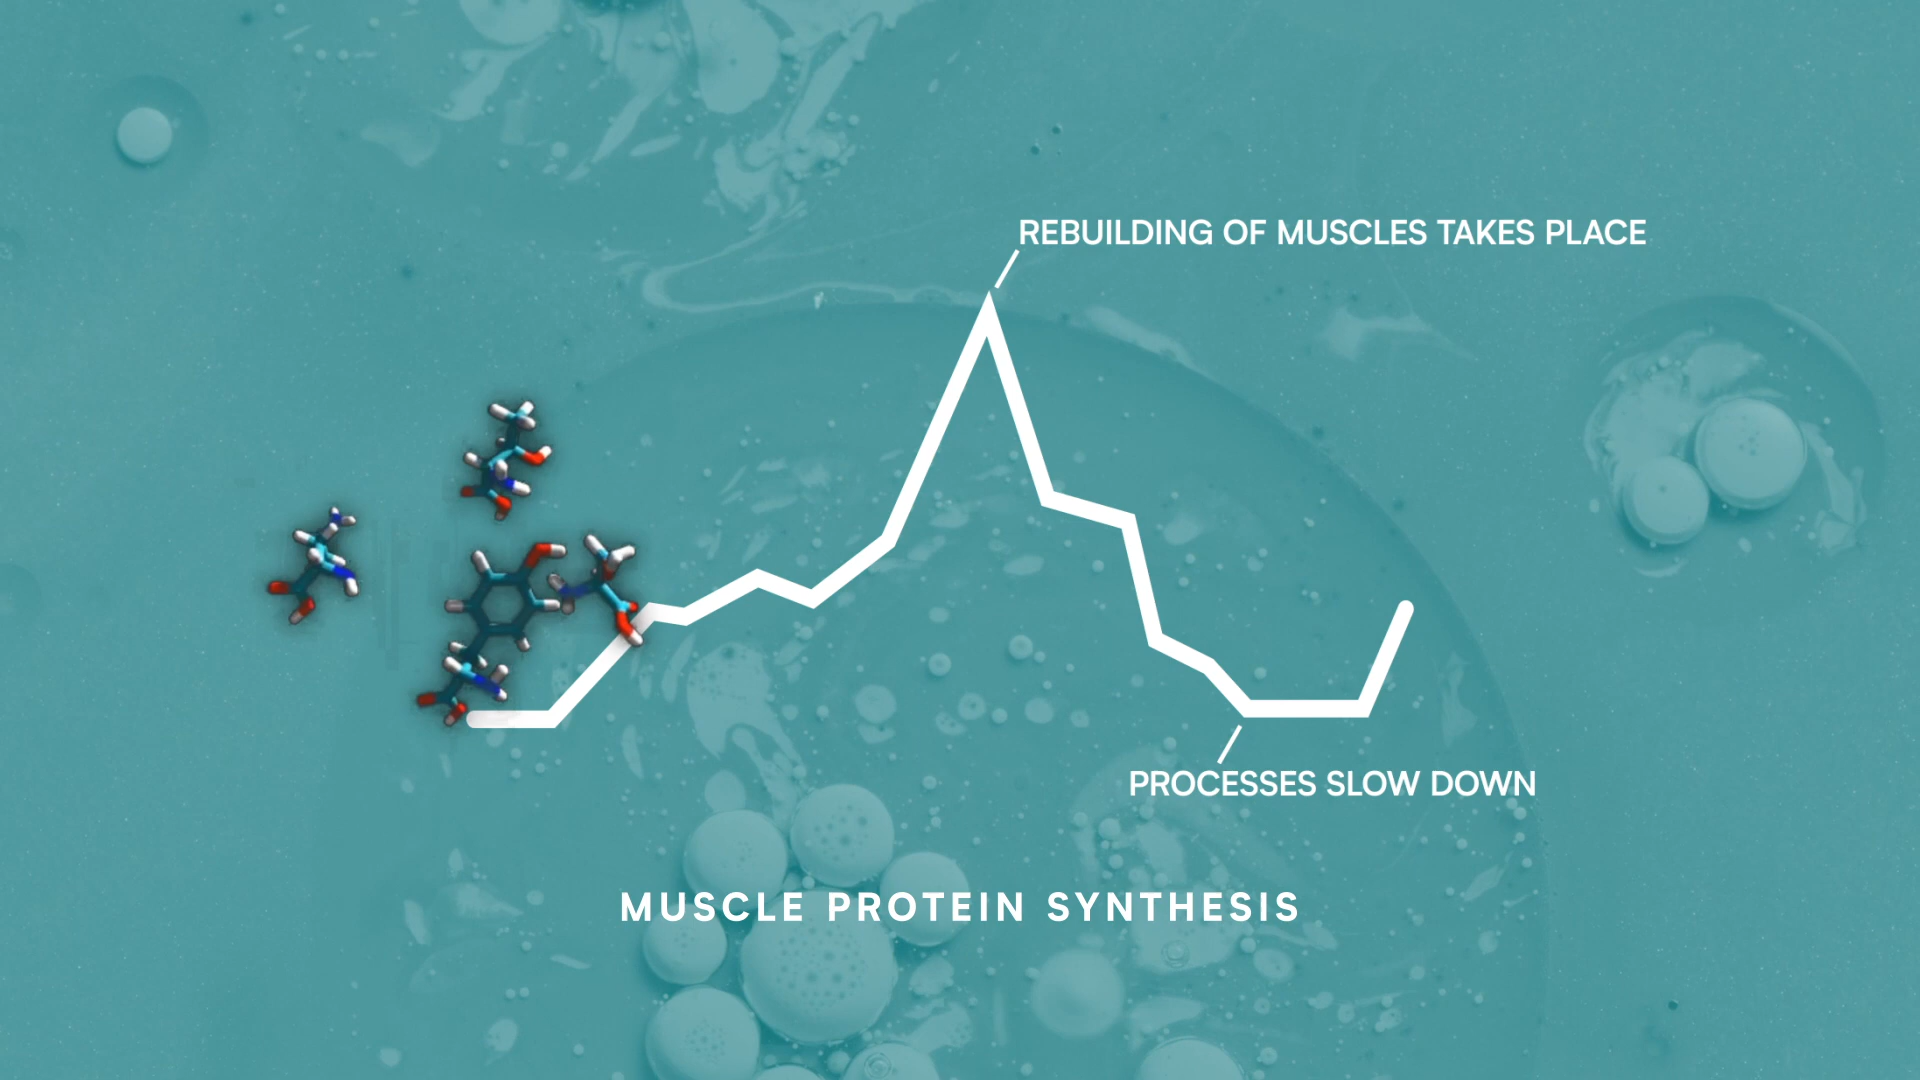 REBUILDING OF MUSCLES TAKES PLACE
PROCESSES SLOW DOWN
MUSCLE PROTEIN SYNTHESIS